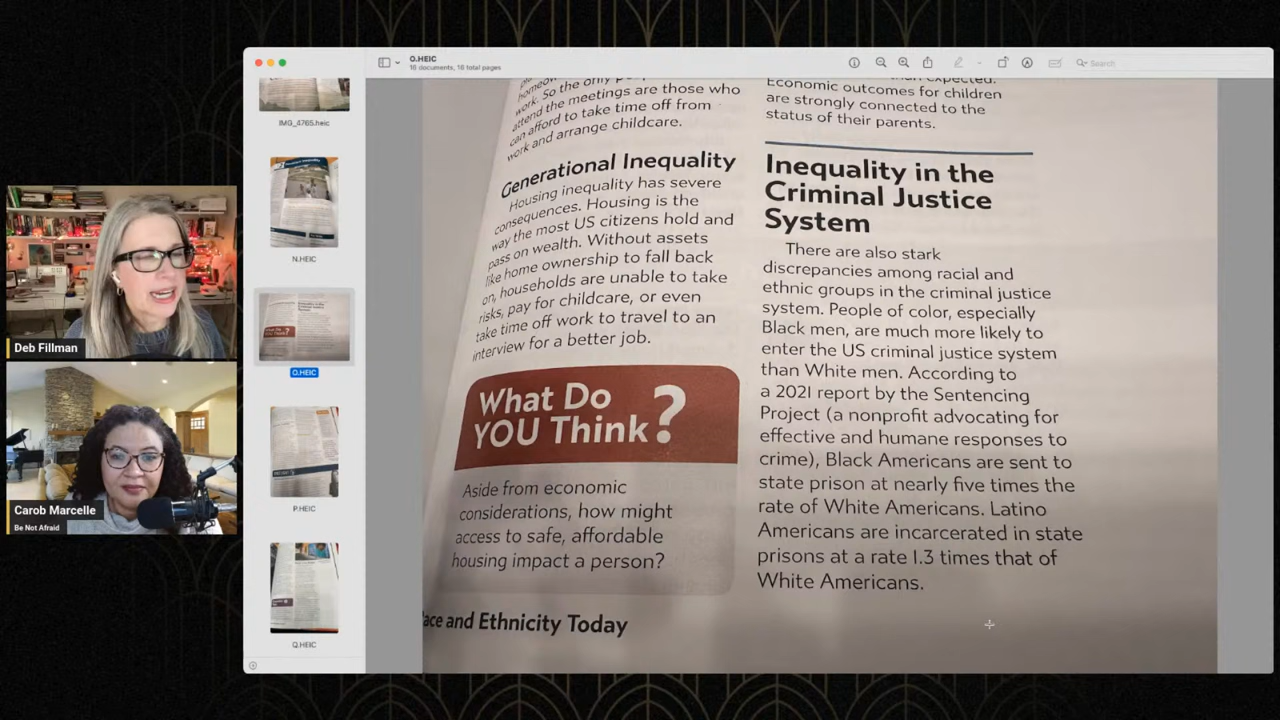 O.HEIC
16 documents, 16 total pages
Search
IMG_4765.heic
N.HEIC
O.HEIC
P.HEIC
Q.HEIC
Deb Fillman
Carob Marcelle
Be Not Afraid
work. So the only
attend the meetings are those who
can afford to take time off from
work and arrange childcare.
Generational Inequality
Housing inequality has severe
consequences. Housing is the
way the most US citizens hold and
pass on wealth. Without assets
like home ownership to fall back
on, households are unable to take
risks, pay for childcare, or even
take time off work to travel to an
interview for a better job.
What Do
YOU Think?
Aside from economic
considerations, how might
access to safe, affordable
housing impact a person?
ace and Ethnicity Today
than expected.
Economic outcomes for children
are strongly connected to the
status of their parents.
Inequality in the
Criminal Justice
System
There are also stark
discrepancies among racial and
ethnic groups in the criminal justice
system. People of color, especially
Black men, are much more likely to
enter the US criminal justice system
than White men. According to
a 2021 report by the Sentencing
Project (a nonprofit advocating for
effective and humane responses to
crime), Black Americans are sent to
state prison at nearly five times the
rate of White Americans. Latino
Americans are incarcerated in state
prisons at a rate 1.3 times that of
White Americans.